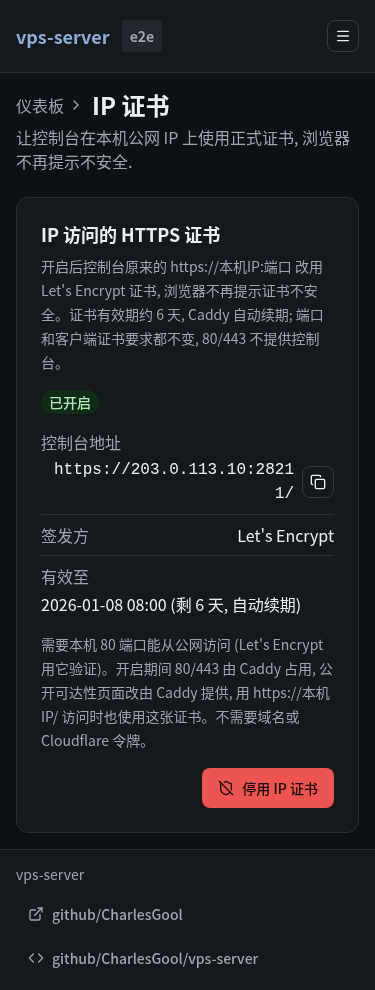 vps-server e2e
仪表板 IP 证书
让控制台在本机公网 IP 上使用正式证书, 浏览器
不再提示不安全.
IP 访问的 HTTPS 证书
开启后控制台原来的 https://本机IP:端口 改用
Let's Encrypt 证书, 浏览器不再提示证书不安
全。证书有效期约 6 天, Caddy 自动续期; 端口
和客户端证书要求都不变, 80/443 不提供控制
台。
已开启
控制台地址
https://203.0.113.10:2821
1/
签发方 Let's Encrypt
有效至
2026-01-08 08:00 (剩 6 天, 自动续期)
需要本机 80 端口能从公网访问 (Let's Encrypt
用它验证)。开启期间 80/443 由 Caddy 占用, 公
开可达性页面改由 Caddy 提供, 用 https://本机
IP/ 访问时也使用这张证书。不需要域名或
Cloudflare 令牌。
停用 IP 证书
vps-server
github/CharlesGool
github/CharlesGool/vps-server